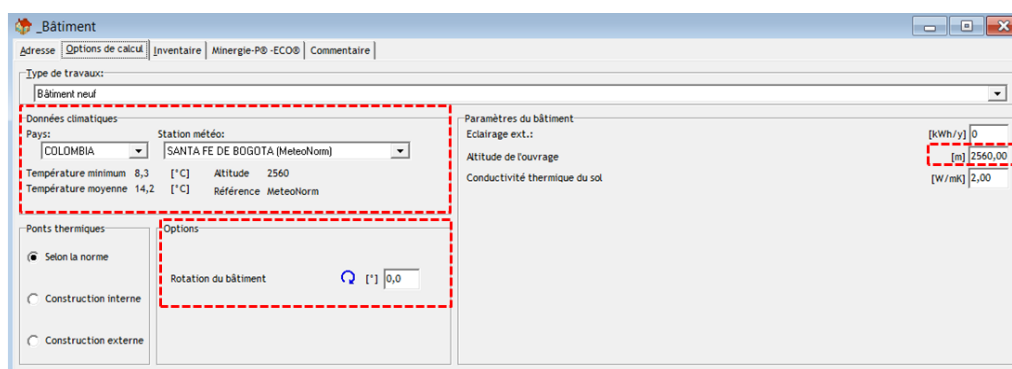 _Bâtiment
Adresse Options de calcul Inventaire Minergie-P® -ECO® Commentaire
Type de travaux:
Bâtiment neuf
Données climatiques
Pays: Station météo:
COLOMBIA SANTA FE DE BOGOTA (MeteoNorm)
Température minimum 8,3 [°C] Altitude 2560
Température moyenne 14,2 [°C] Référence MeteoNorm
Paramètres du bâtiment
Eclairage ext.: [kWh/y] 0
Altitude de l'ouvrage [m] 2560,00
Conductivité thermique du sol [W/mK] 2,00
Ponts thermiques
Selon la norme
Construction interne
Construction externe
Options
Rotation du bâtiment [°] 0,0